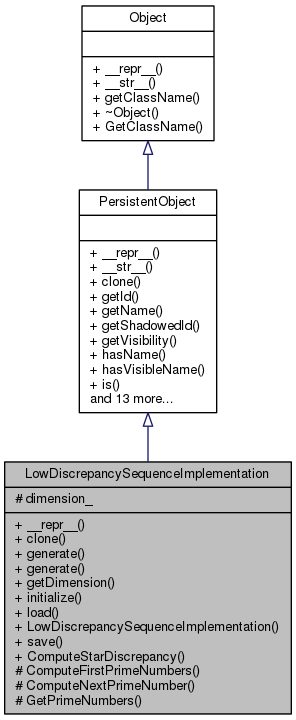 Object
+ __repr__()
+ __str__()
+ getClassName()
+ ~Object()
+ GetClassName()
PersistentObject
+ __repr__()
+ __str__()
+ clone()
+ getId()
+ getName()
+ getShadowedId()
+ getVisibility()
+ hasName()
+ hasVisibleName()
+ is()
and 13 more...
LowDiscrepancySequenceImplementation
# dimension_
+ __repr__()
+ clone()
+ generate()
+ generate()
+ getDimension()
+ initialize()
+ load()
+ LowDiscrepancySequenceImplementation()
+ save()
+ ComputeStarDiscrepancy()
# ComputeFirstPrimeNumbers()
# ComputeNextPrimeNumber()
# GetPrimeNumbers()